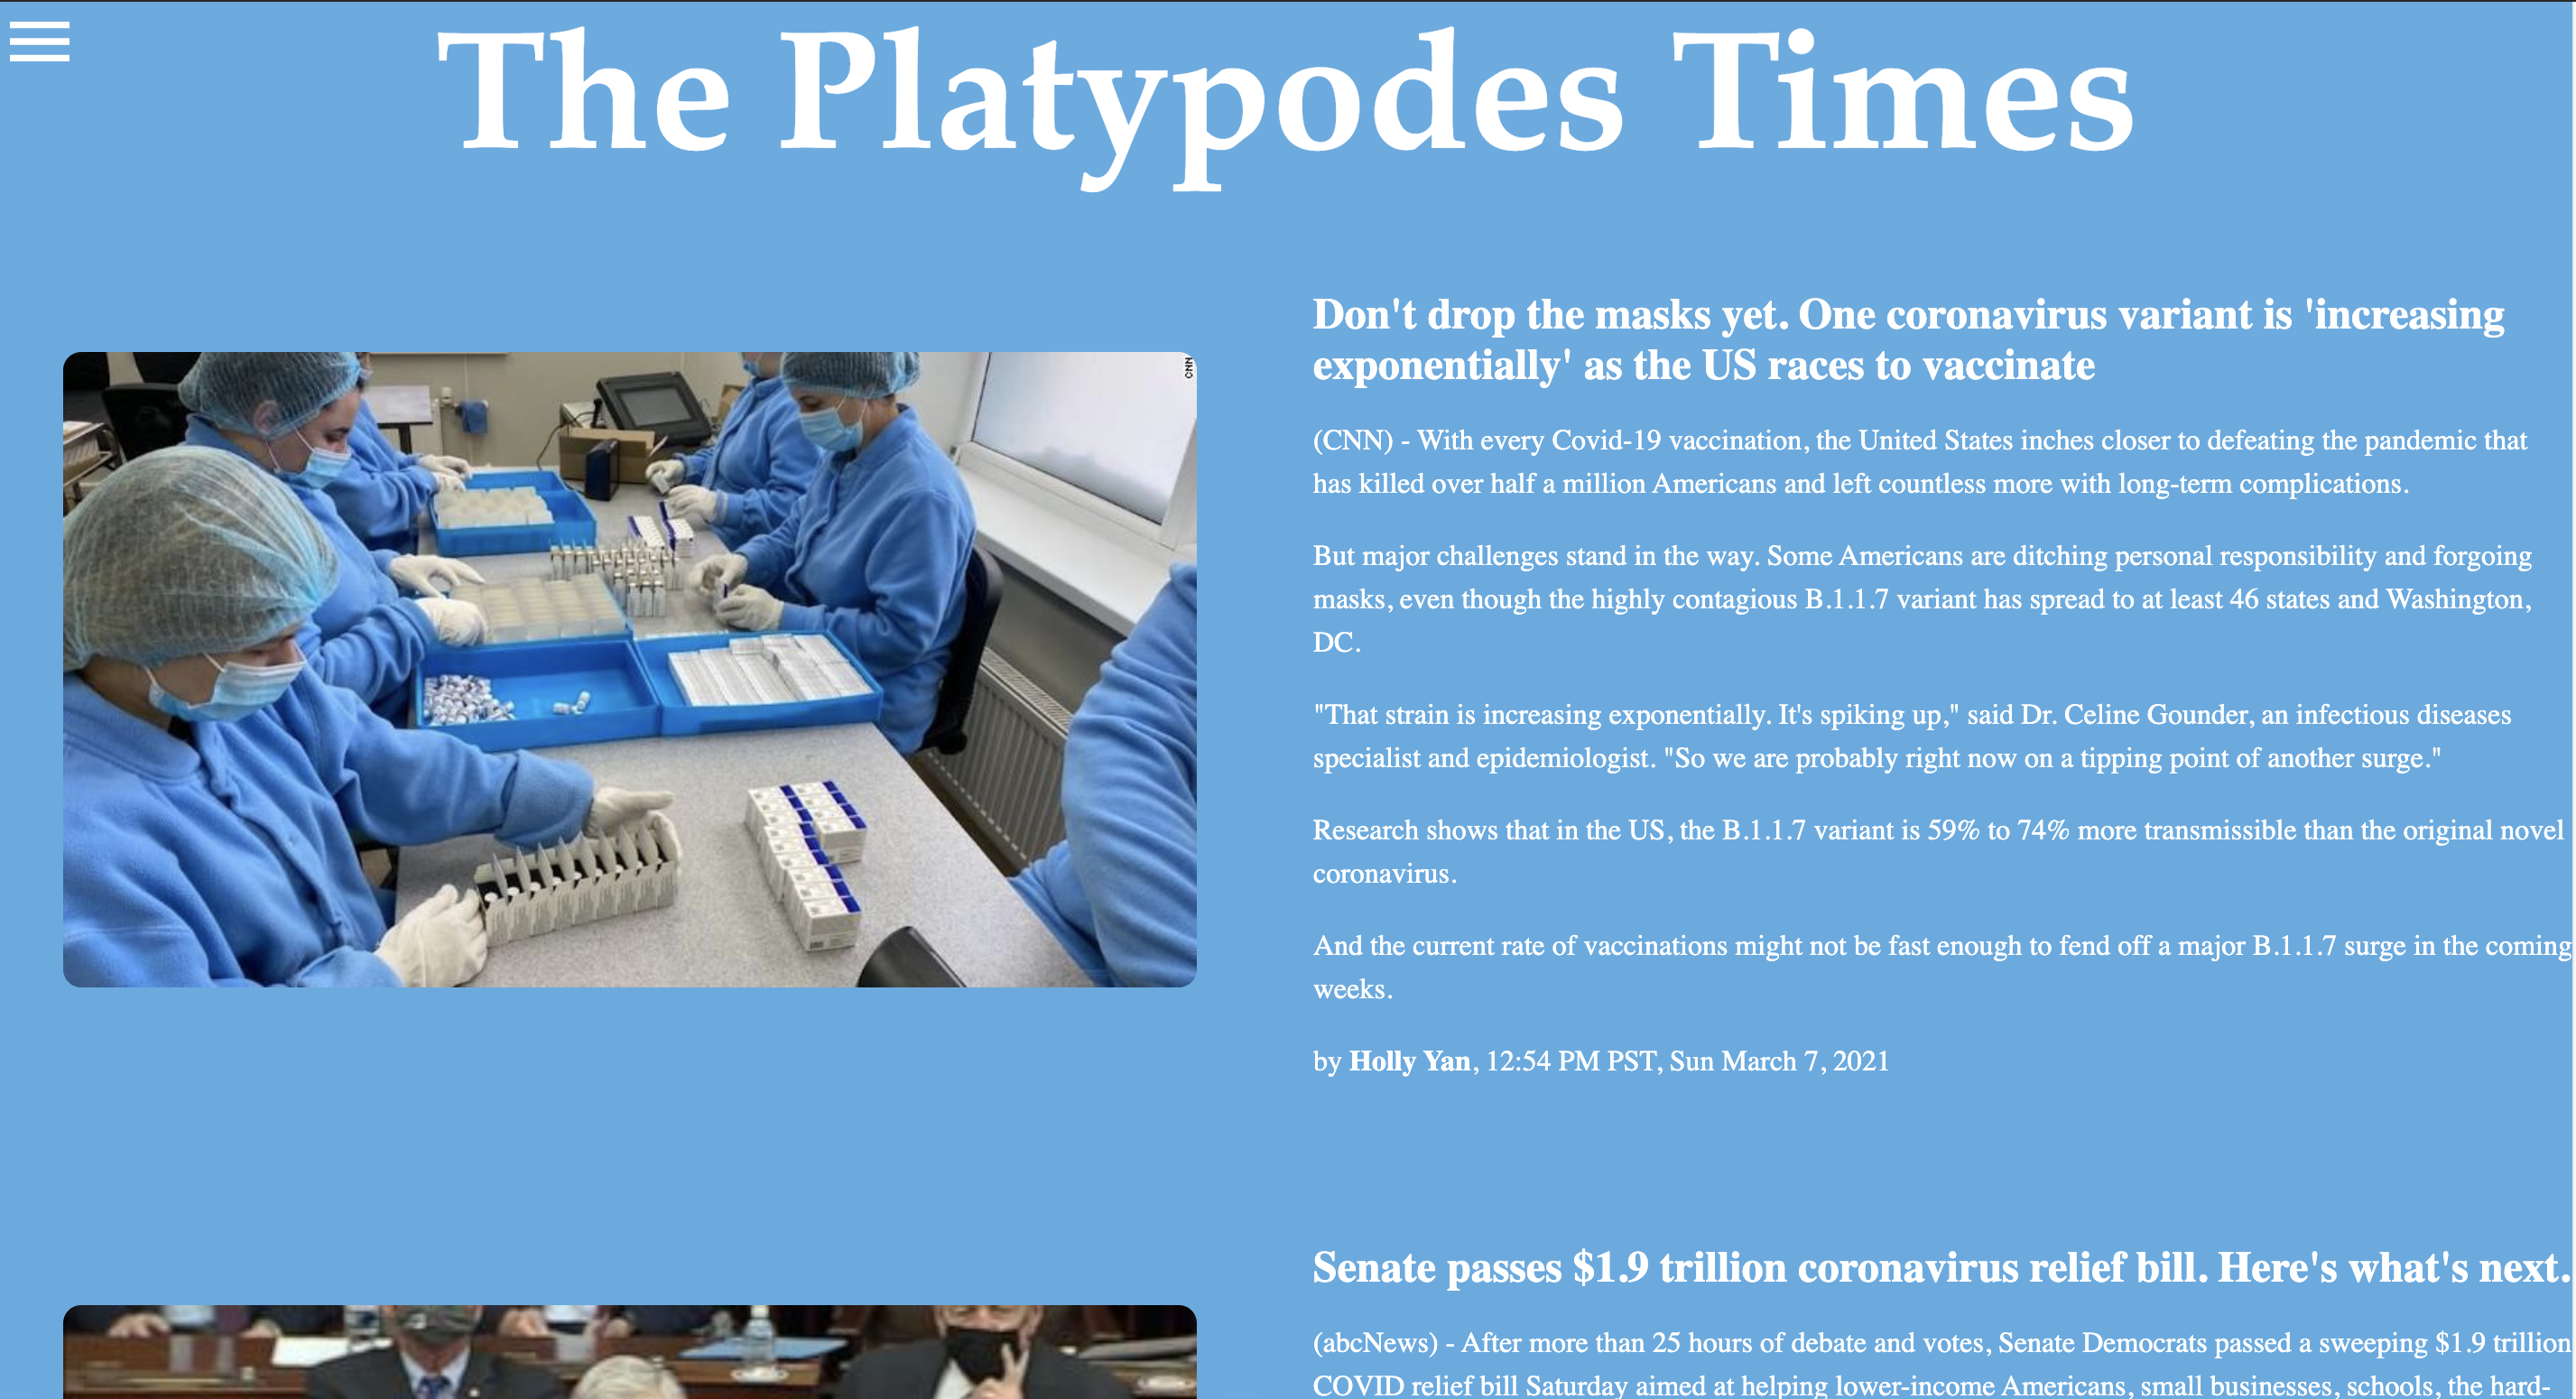 The Platypodes Times
CNN
Don't drop the masks yet. One coronavirus variant is 'increasing
exponentially' as the US races to vaccinate
(CNN) - With every Covid-19 vaccination, the United States inches closer to defeating the pandemic that
has killed over half a million Americans and left countless more with long-term complications.
But major challenges stand in the way. Some Americans are ditching personal responsibility and forgoing
masks, even though the highly contagious B.1.1.7 variant has spread to at least 46 states and Washington,
DC.
"That strain is increasing exponentially. It's spiking up," said Dr. Celine Gounder, an infectious diseases
specialist and epidemiologist. "So we are probably right now on a tipping point of another surge."
Research shows that in the US, the B.1.1.7 variant is 59% to 74% more transmissible than the original novel
coronavirus.
And the current rate of vaccinations might not be fast enough to fend off a major B.1.1.7 surge in the coming
weeks.
by Holly Yan, 12:54 PM PST, Sun March 7, 2021
Senate passes $1.9 trillion coronavirus relief bill. Here's what's next.
(abcNews) - After more than 25 hours of debate and votes, Senate Democrats passed a sweeping $1.9 trillion
COVID relief bill Saturday aimed at helping lower-income Americans, small businesses, schools, the hard-